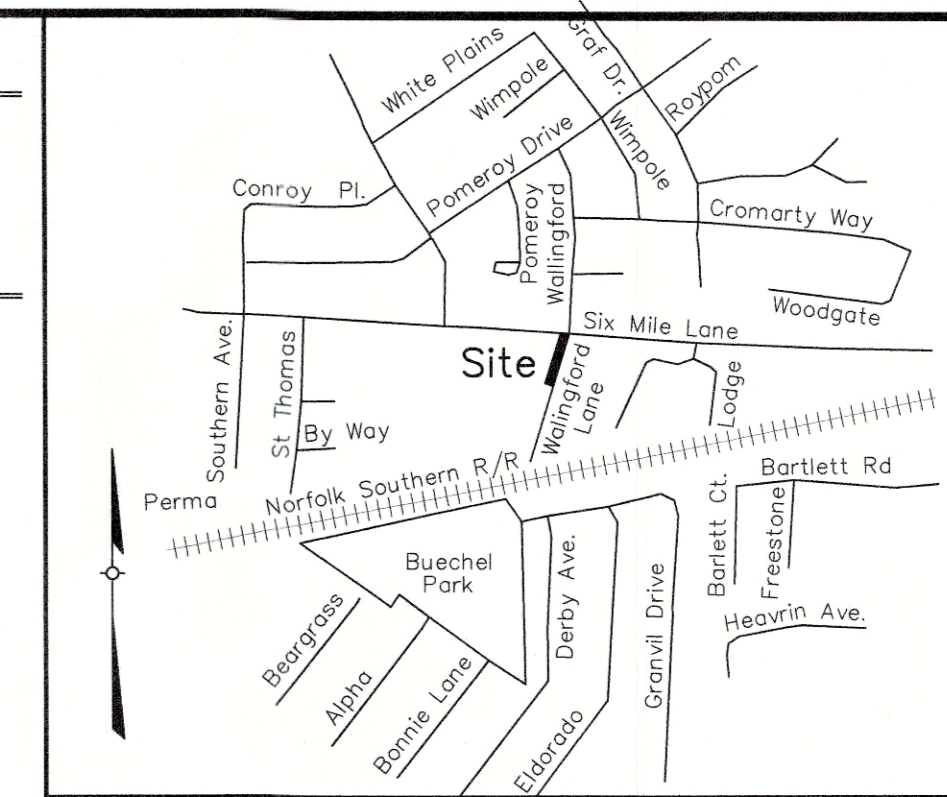 Graf Dr.
White Plains
Wimpole
Roypom
Pomeroy Drive
Wimpole
Conroy Pl.
Pomeroy
Wallingford
Cromarty Way
Woodgate
Six Mile Lane
Site
Southern Ave.
St Thomas
Wallingford
Lane
Lodge
By Way
Perma
Norfolk Southern R/R
Bartlett Rd
Barlett Ct.
Freestone
Buechel
Park
Derby Ave.
Granvil Drive
Heavrin Ave.
Beargrass
Alpha
Bonnie Lane
Eldorado